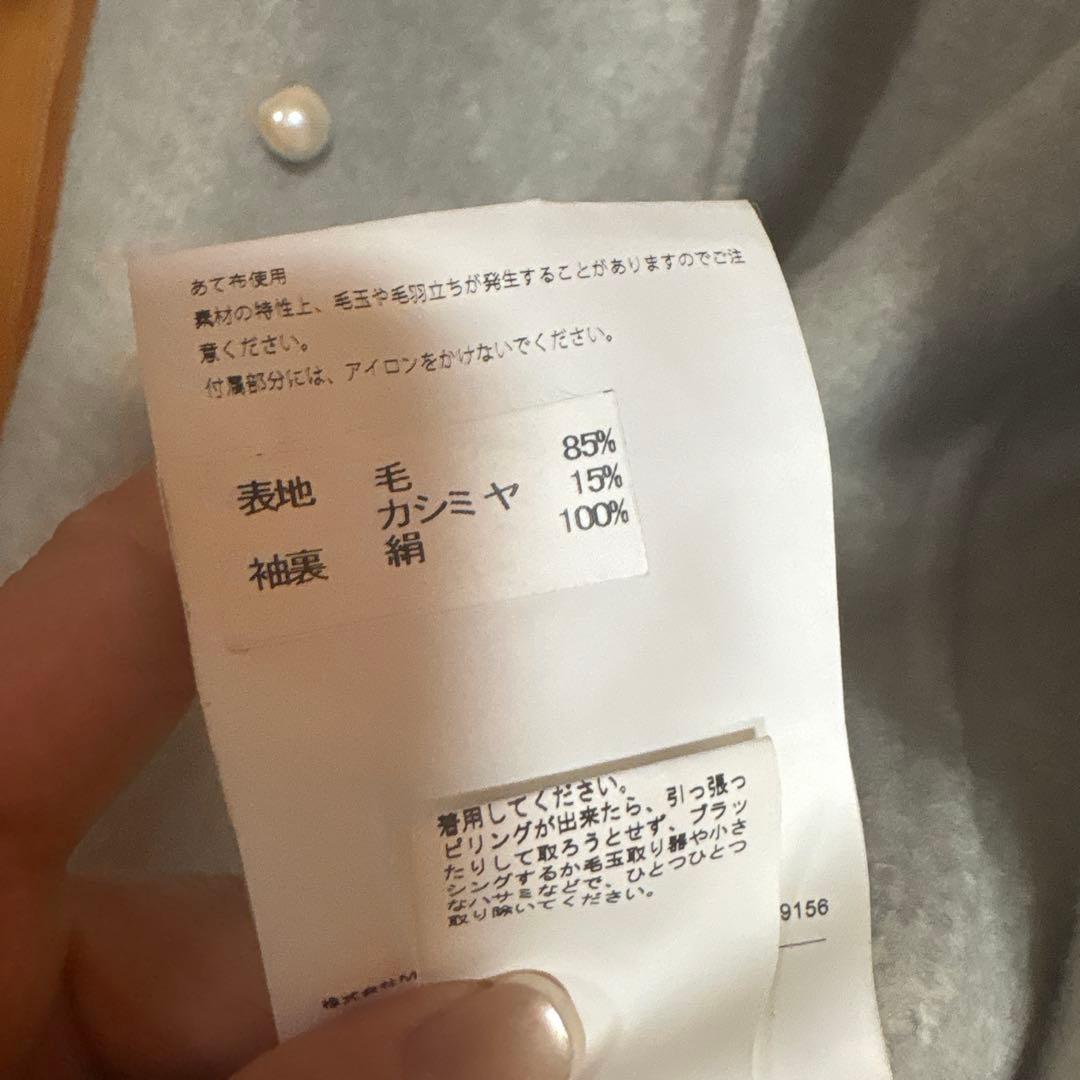 あて布使用
素材の特性上、毛玉や毛羽立ちが発生することがありますのでご注
意ください。
付属部分には、アイロンをかけないでください。
表地 毛 85%
カシミヤ 15%
袖裏 絹 100%
着用してください。
ピリングが出来たら、引っ張っ
たりして取ろうとせず、ブラッ
シングするか毛玉取り器や小さ
なハサミなどで、ひとつひとつ
取り除いてください。
9156
株式会社M